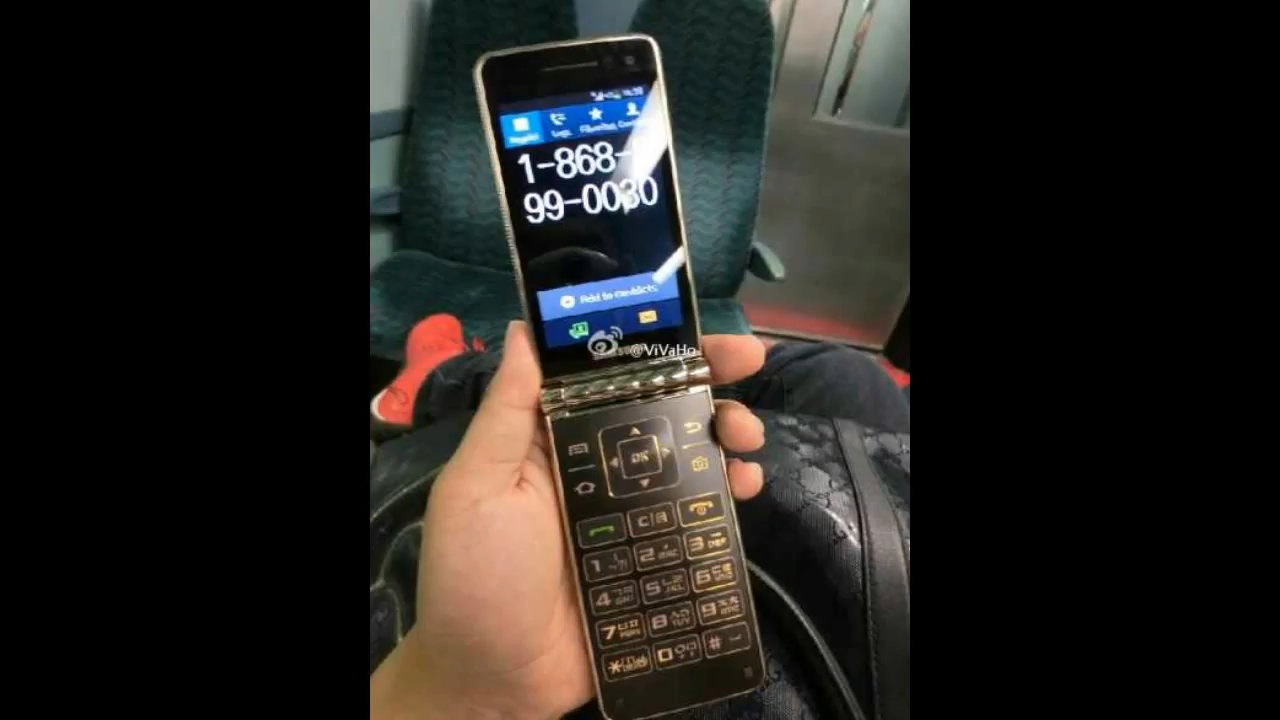 Logs Favorites
1-868-
99-0030
Add to contacts
@ViVaHo
OK
C|R
1
2 ABC
3 DEF
4 GHI
5 JKL
6 MNO
7 PQRS
8 TUV
9 WXYZ
#